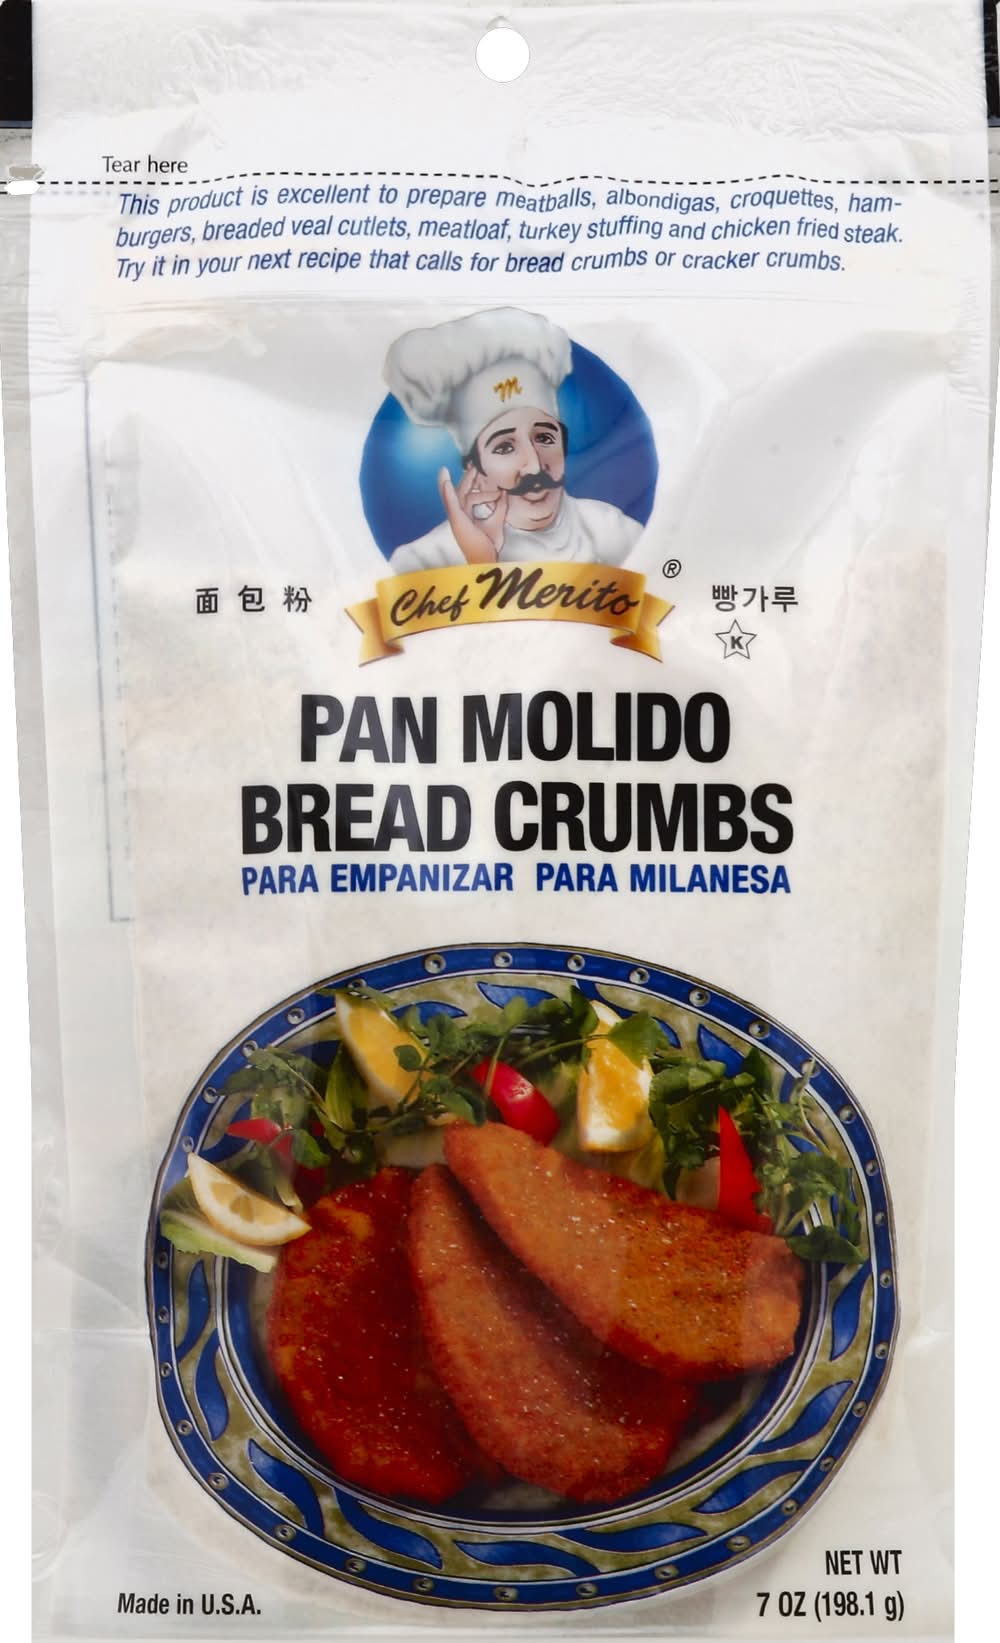 Tear here
This product is excellent to prepare meatballs, albondigas, croquettes, ham-
burgers, breaded veal cutlets, meatloaf, turkey stuffing and chicken fried steak.
Try it in your next recipe that calls for bread crumbs or cracker crumbs.
M
Chef Merito ®
面包粉
빵가루
K
PAN MOLIDO
BREAD CRUMBS
PARA EMPANIZAR PARA MILANESA
Made in U.S.A.
NET WT
7 OZ (198.1 g)